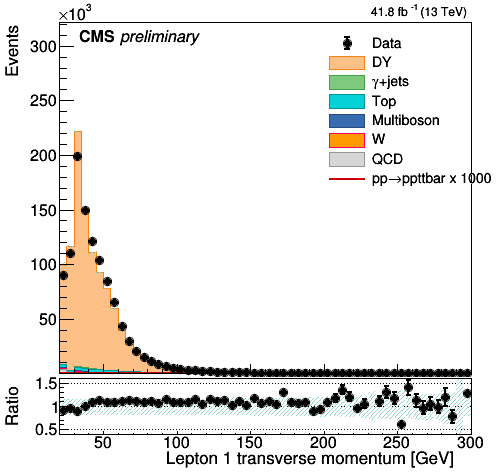 ×10³
41.8 fb⁻¹ (13 TeV)
CMS preliminary
Events
300
250
200
150
100
50
Data
DY
γ+jets
Top
Multiboson
W
QCD
pp→ppttbar x 1000
Ratio
1.5
1
0.5
50
100
150
200
250
300
Lepton 1 transverse momentum [GeV]